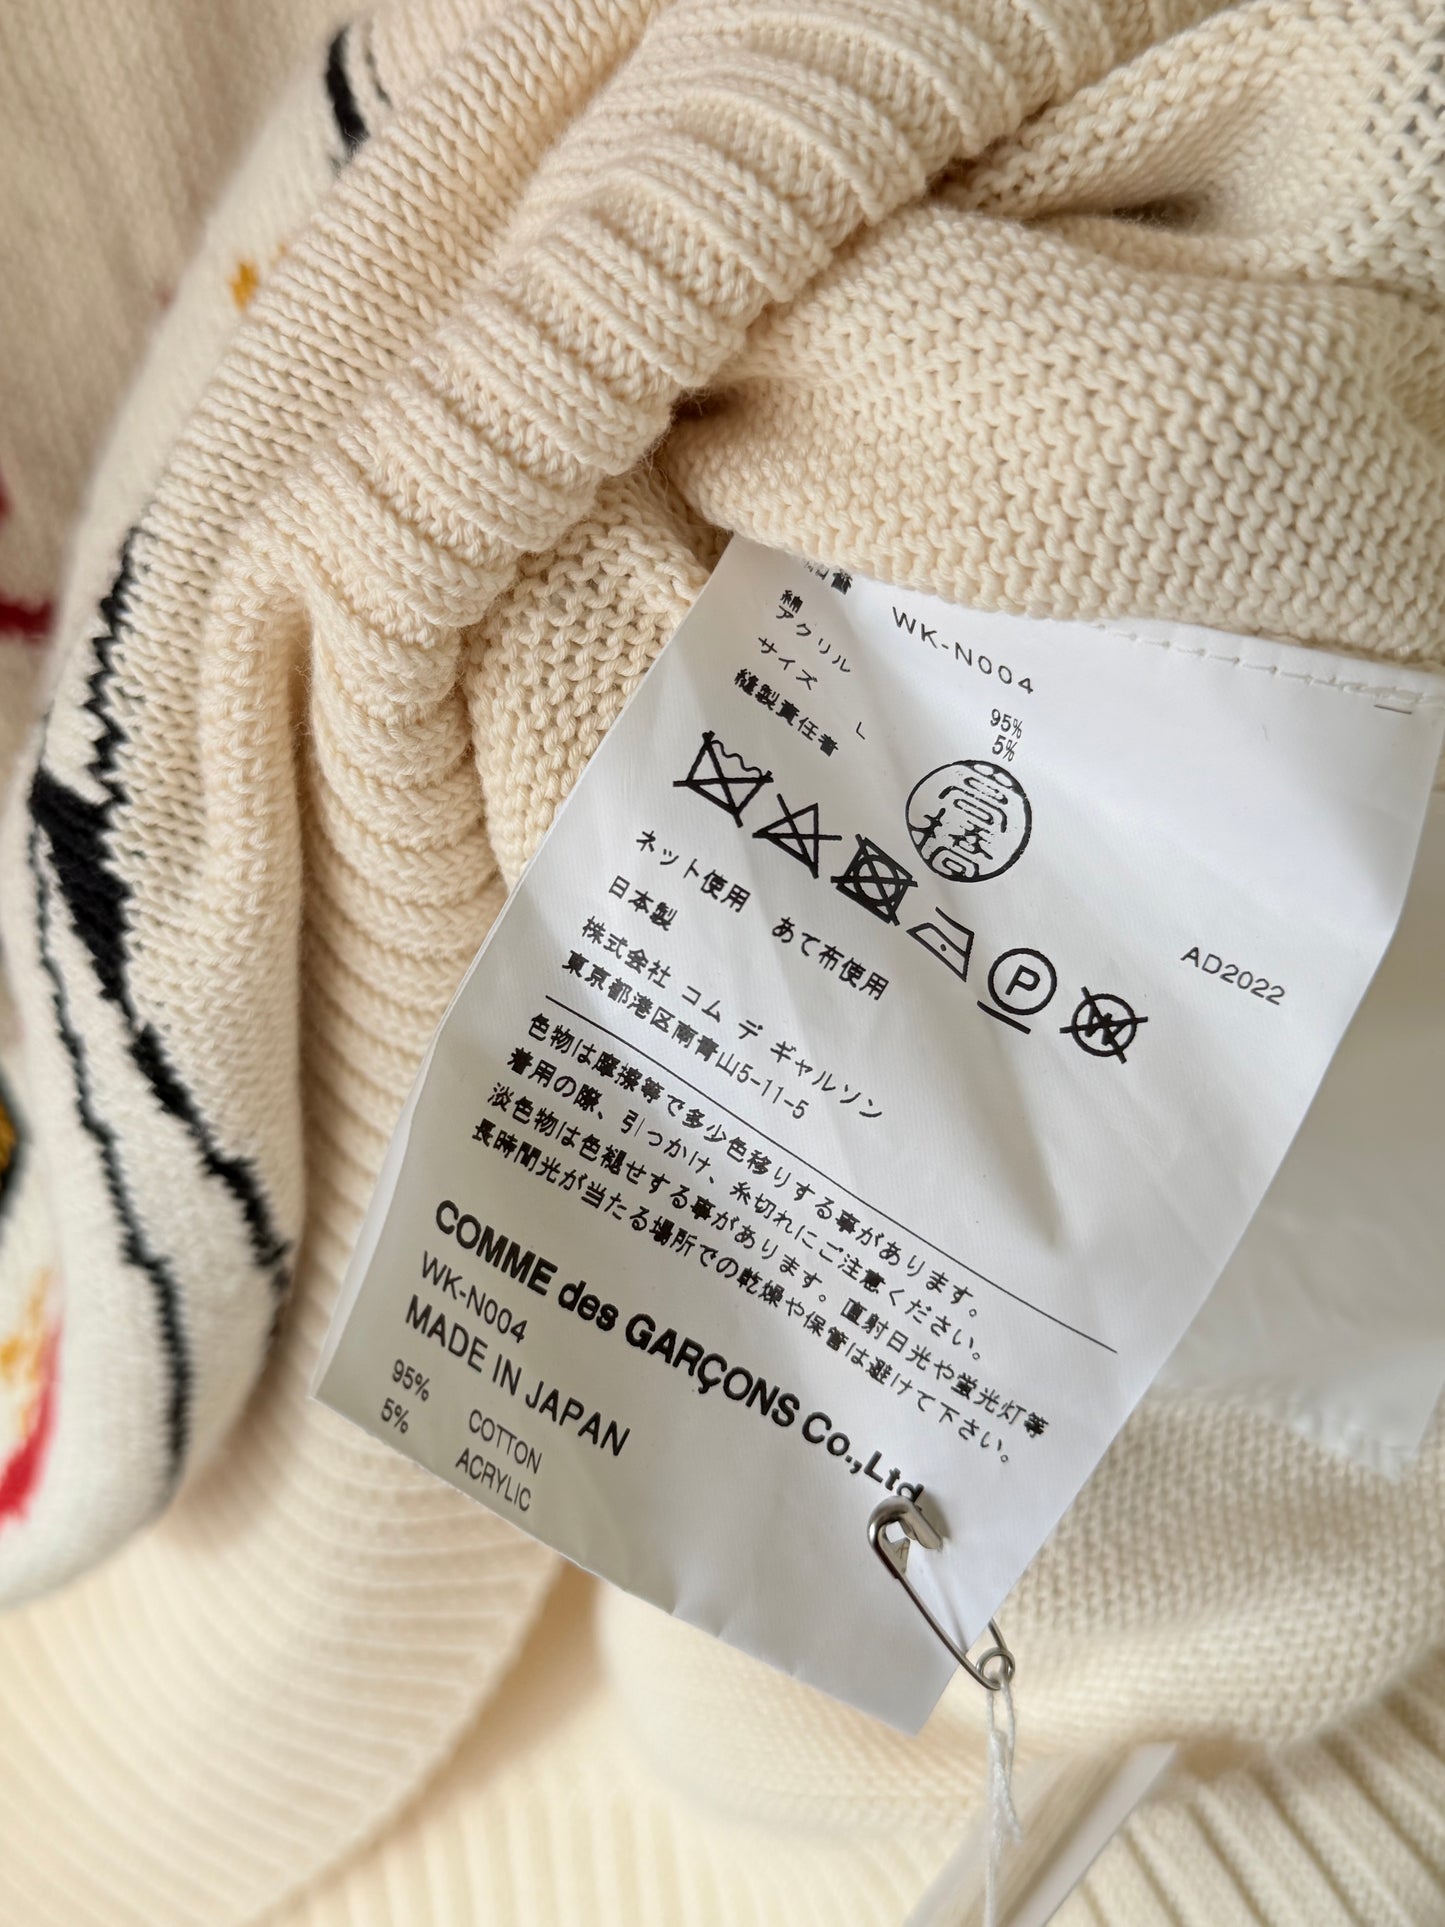 品番 WK-N004
綿 95%
アクリル 5%
サイズ L
縫製責任者 高橋
P
W
ネット使用 あて布使用
日本製 AD2022
株式会社 コム デ ギャルソン
東京都港区南青山5-11-5
色物は摩擦等で多少色移りする事があります。
着用の際、引っかけ、糸切れにご注意ください。
淡色物は色褪せする事があります。直射日光や蛍光灯等
長時間光が当たる場所での乾燥や保管は避けて下さい。
COMME des GARÇONS Co.,Ltd.
WK-N004
MADE IN JAPAN
95% COTTON
5% ACRYLIC